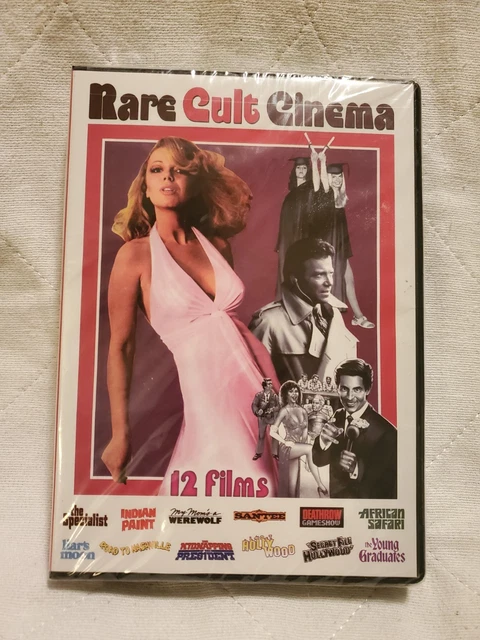 Rare Cult Cinema
12 films
the Specialist
INDIAN PAINT
My Mom's a WEREWOLF
SANTEE
DEATHROW GAMESHOW
AFRICAN SAFARI
Liar's moon
ROAD TO NASHVILLE
the KIDNAPPING of the PRESIDENT
HOLLYWOOD
SECRET FILE HOLLYWOOD
the Young Graduates